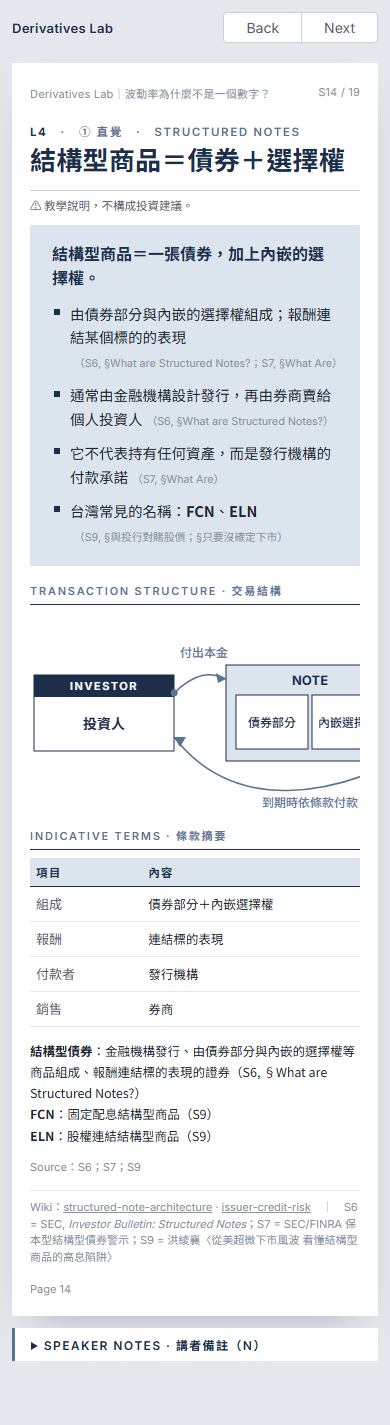 Derivatives Lab
Back
Next
Derivatives Lab｜波動率為什麼不是一個數字？
S14 / 19
L4 · ① 直覺 · STRUCTURED NOTES
結構型商品＝債券＋選擇權
⚠ 教學說明，不構成投資建議。
結構型商品＝一張債券，加上內嵌的選
擇權。
由債券部分與內嵌的選擇權組成；報酬連
結某個標的的表現
（S6, §What are Structured Notes?；S7, §What Are）
通常由金融機構設計發行，再由券商賣給
個人投資人 （S6, §What are Structured Notes?）
它不代表持有任何資產，而是發行機構的
付款承諾 （S7, §What Are）
台灣常見的名稱：FCN、ELN
（S9, §與投行對賭股價；§只要沒確定下市）
TRANSACTION STRUCTURE · 交易結構
付出本金
INVESTOR
投資人
NOTE
債券部分
內嵌選
到期時依條款付款
INDICATIVE TERMS · 條款摘要
項目
內容
組成
債券部分＋內嵌選擇權
報酬
連結標的表現
付款者
發行機構
銷售
券商
結構型債券：金融機構發行、由債券部分與內嵌的選擇權等
商品組成、報酬連結標的表現的證券（S6, §What are
Structured Notes?）
FCN：固定配息結構型商品（S9）
ELN：股權連結結構型商品（S9）
Source：S6；S7；S9
Wiki：structured-note-architecture · issuer-credit-risk ｜ S6
= SEC, Investor Bulletin: Structured Notes；S7 = SEC/FINRA 保
本型結構型債券警示；S9 = 洪綾襄〈從美超微下市風波 看懂結構型
商品的高息陷阱〉
Page 14
▶ SPEAKER NOTES · 講者備註（N）